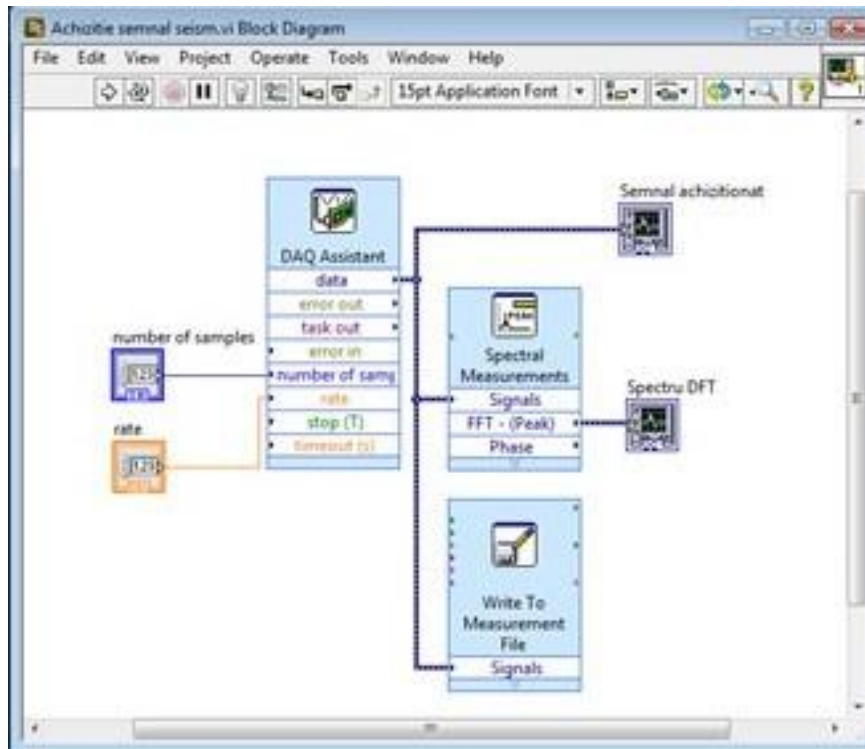 Achizitie semnal seism.vi Block Diagram
File Edit View Project Operate Tools Window Help
15pt Application Font
Semnal achizitionat
DAQ Assistant
data
error out
task out
error in
number of samp
rate
stop (T)
timeout (s)
number of samples
rate
Spectral
Measurements
Signals
FFT - (Peak)
Phase
Spectru DFT
Write To
Measurement
File
Signals